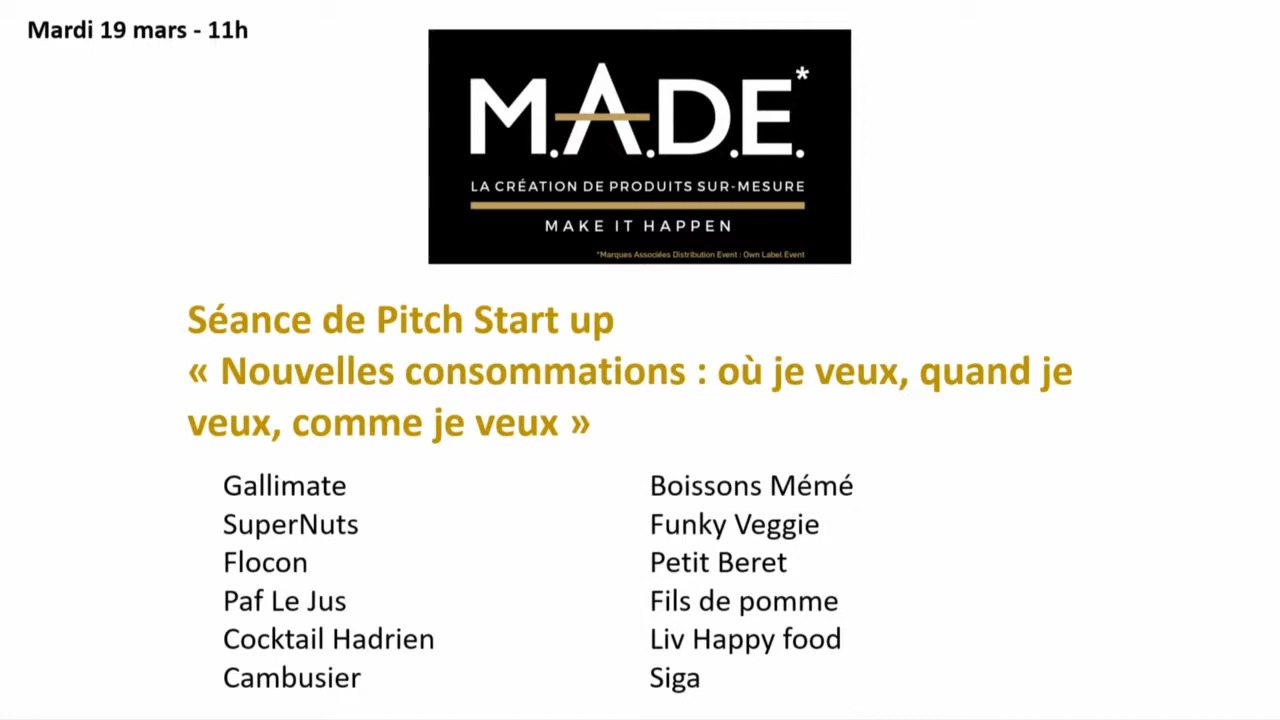 Mardi 19 mars - 11h
M.A.D.E.*
LA CRÉATION DE PRODUITS SUR-MESURE
MAKE IT HAPPEN
*Marques Associées Distribution Event : Own Label Event
Séance de Pitch Start up
« Nouvelles consommations : où je veux, quand je
veux, comme je veux »
Gallimate
SuperNuts
Flocon
Paf Le Jus
Cocktail Hadrien
Cambusier
Boissons Mémé
Funky Veggie
Petit Beret
Fils de pomme
Liv Happy food
Siga